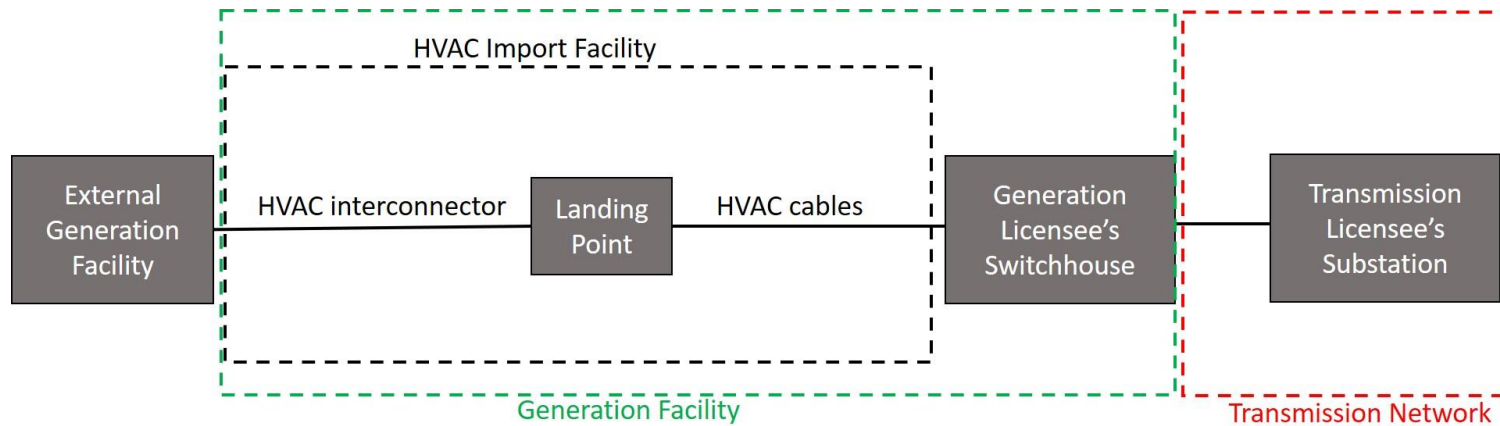 HVAC Import Facility
External
Generation
Facility
HVAC interconnector
Landing
Point
HVAC cables
Generation
Licensee’s
Switchhouse
Transmission
Licensee’s
Substation
Generation Facility
Transmission Network